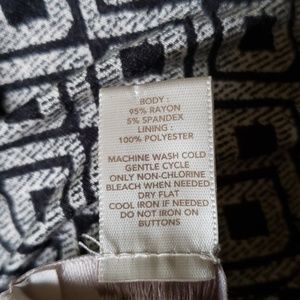 BODY :
95% RAYON
5% SPANDEX
LINING :
100% POLYESTER
MACHINE WASH COLD
GENTLE CYCLE
ONLY NON-CHLORINE
BLEACH WHEN NEEDED
DRY FLAT
COOL IRON IF NEEDED
DO NOT IRON ON
BUTTONS